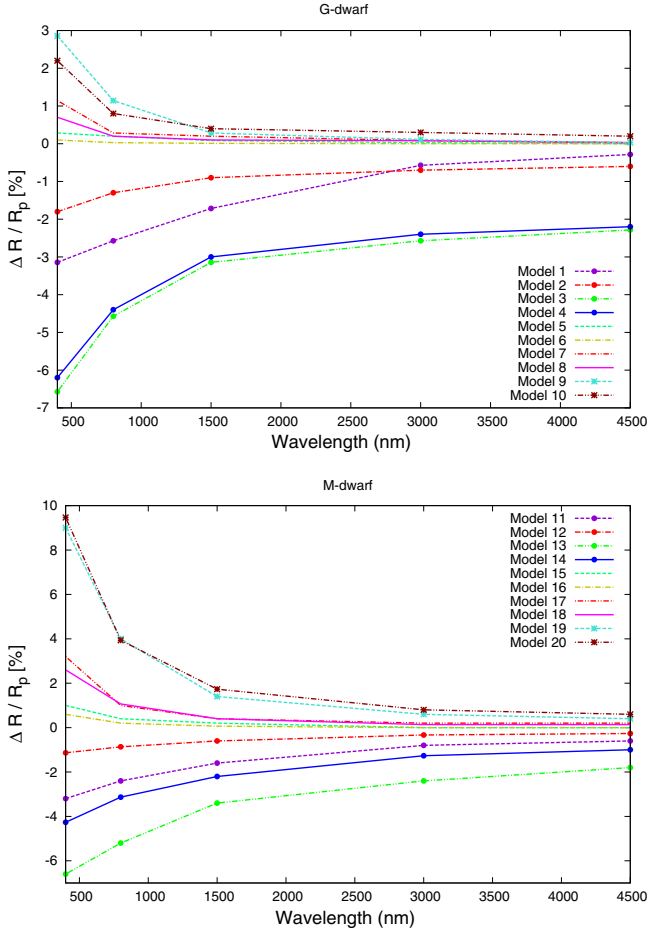 G-dwarf
3
2
1
0
-1
-2
-3
-4
-5
-6
-7
Δ R / Rp [%]
Model 1
Model 2
Model 3
Model 4
Model 5
Model 6
Model 7
Model 8
Model 9
Model 10
500 1000 1500 2000 2500 3000 3500 4000 4500
Wavelength (nm)
M-dwarf
10
8
6
4
2
0
-2
-4
-6
Δ R / Rp [%]
Model 11
Model 12
Model 13
Model 14
Model 15
Model 16
Model 17
Model 18
Model 19
Model 20
500 1000 1500 2000 2500 3000 3500 4000 4500
Wavelength (nm)